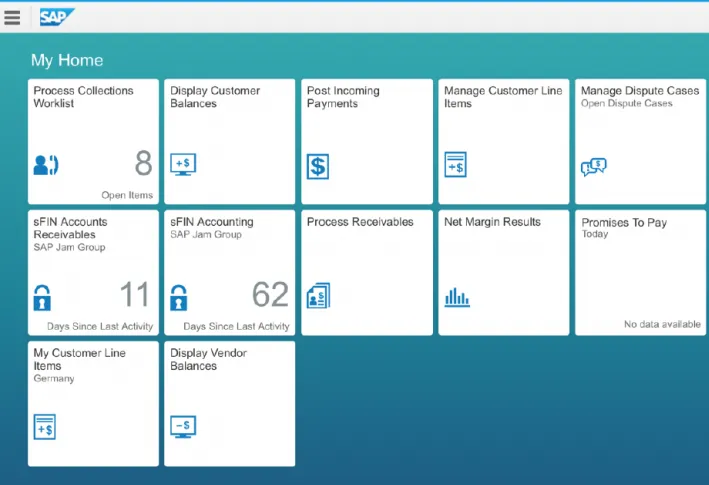 SAP
My Home
Process Collections
Worklist
8
Open Items
Display Customer
Balances
+$
Post Incoming
Payments
$
Manage Customer Line
Items
+$
Manage Dispute Cases
Open Dispute Cases
$
sFIN Accounts
Receivables
SAP Jam Group
11
Days Since Last Activity
sFIN Accounting
SAP Jam Group
62
Days Since Last Activity
Process Receivables
$
Net Margin Results
Promises To Pay
Today
No data available
My Customer Line
Items
Germany
+$
Display Vendor
Balances
-$